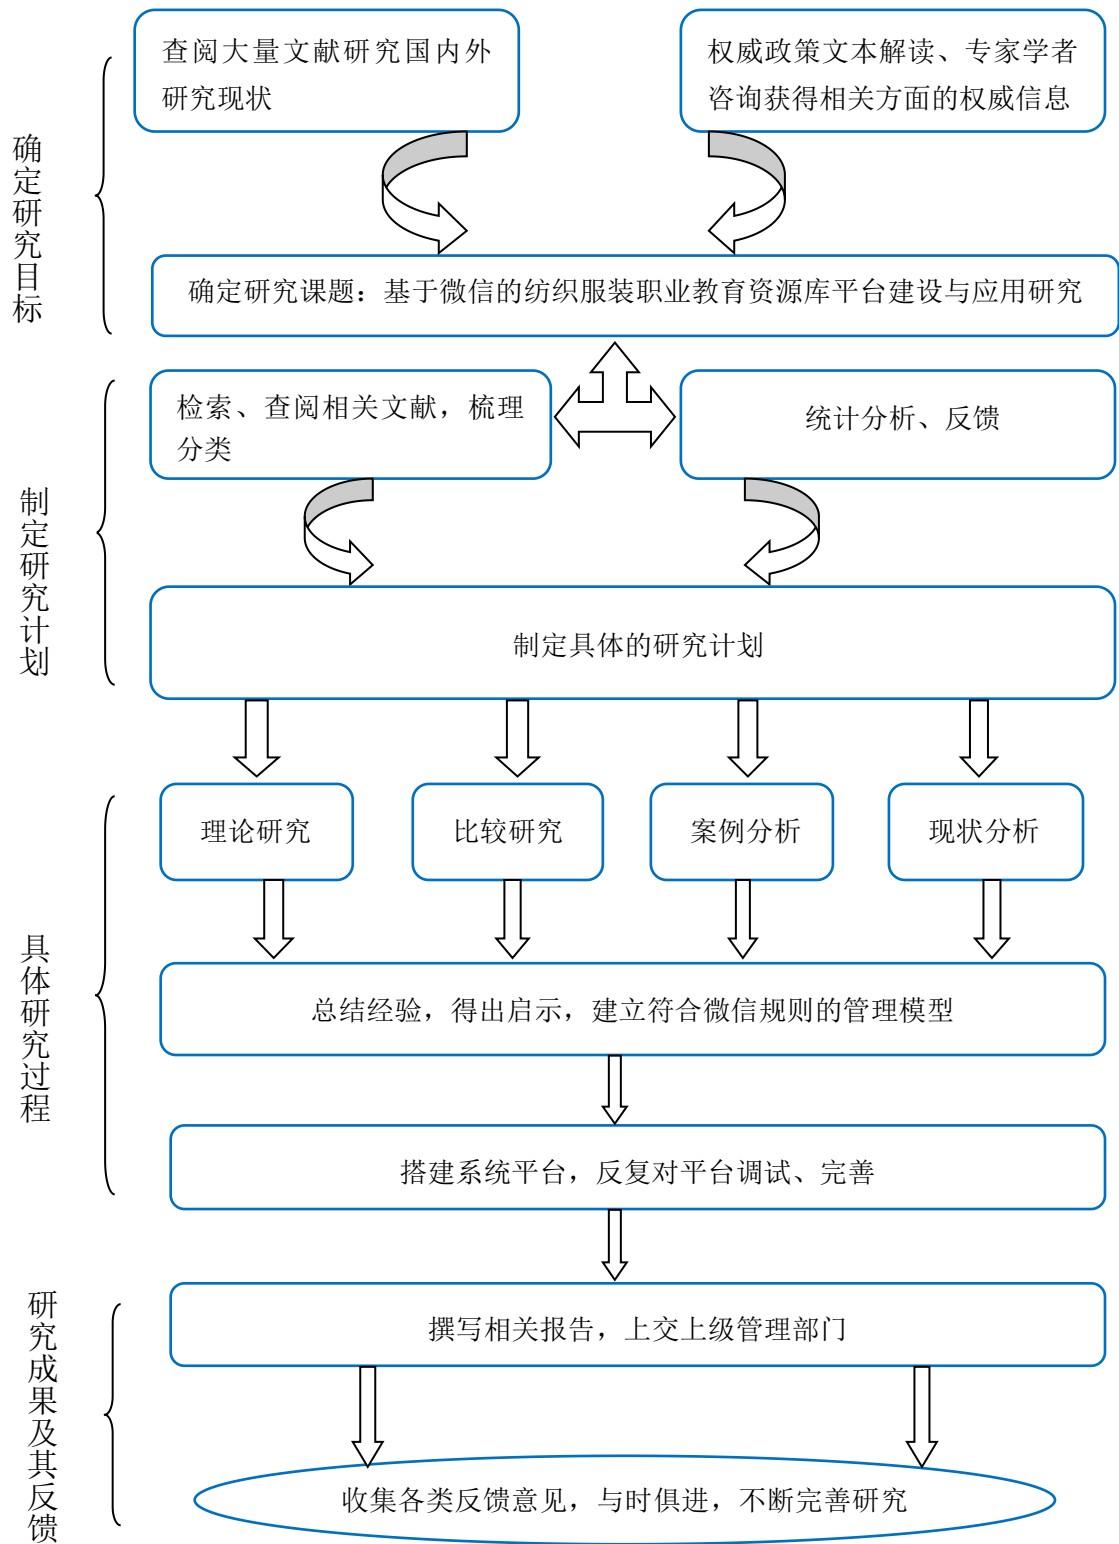 确定研究目标
查阅大量文献研究国内外
研究现状
权威政策文本解读、专家学者
咨询获得相关方面的权威信息
确定研究课题：基于微信的纺织服装职业教育资源库平台建设与应用研究
制定研究计划
检索、查阅相关文献，梳理
分类
统计分析、反馈
制定具体的研究计划
具体研究过程
理论研究
比较研究
案例分析
现状分析
总结经验，得出启示，建立符合微信规则的管理模型
搭建系统平台，反复对平台调试、完善
研究成果及其反馈
撰写相关报告，上交上级管理部门
收集各类反馈意见，与时俱进，不断完善研究